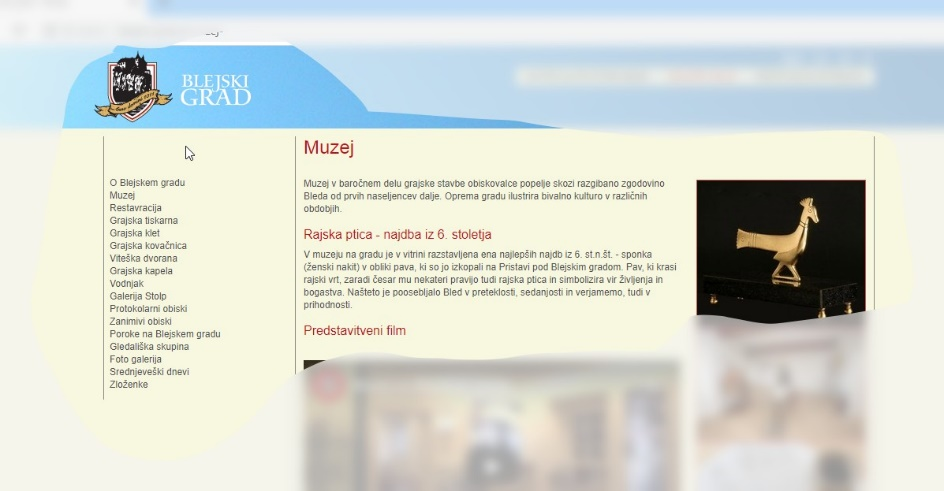 BLEJSKI
GRAD
O Blejskem gradu
Muzej
Restavracija
Grajska tiskarna
Grajska klet
Grajska kovačnica
Viteška dvorana
Grajska kapela
Vodnjak
Galerija Stolp
Protokolarni obiski
Zanimivi obiski
Poroke na Blejskem gradu
Gledališka skupina
Foto galerija
Srednjeveški dnevi
Zloženke
Muzej
Muzej v baročnem delu grajske stavbe obiskovalce popelje skozi razgibano zgodovino
Bleda od prvih naseljencev dalje. Oprema gradu ilustrira bivalno kulturo v različnih
obdobjih.
Rajska ptica - najdba iz 6. stoletja
V muzeju na gradu je v vitrini razstavljena ena najlepših najdb iz 6. st.n.št. - sponka
(ženski nakit) v obliki pava, ki so jo izkopali na Pristavi pod Blejskim gradom. Pav, ki krasi
rajski vrt, zaradi česar mu nekateri pravijo tudi rajska ptica in simbolizira vir življenja in
bogastva. Našteto je poosebljalo Bled v preteklosti, sedanjosti in verjamemo, tudi v
prihodnosti.
Predstavitveni film